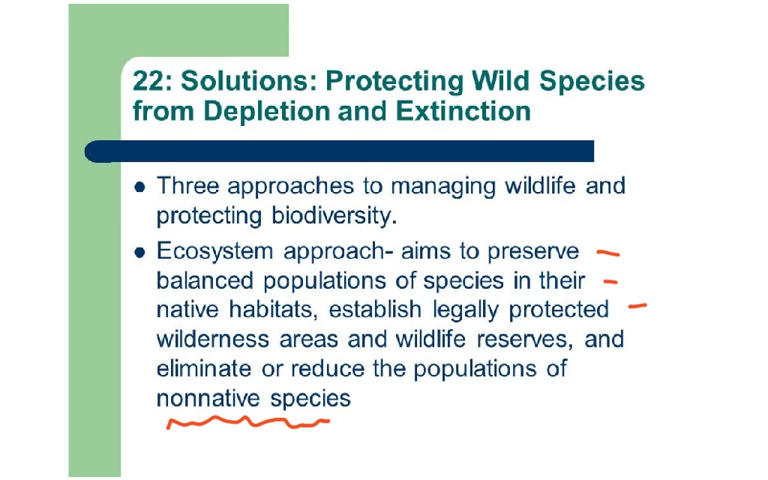 22: Solutions: Protecting Wild Species
from Depletion and Extinction
Three approaches to managing wildlife and
protecting biodiversity.
Ecosystem approach- aims to preserve
balanced populations of species in their
native habitats, establish legally protected
wilderness areas and wildlife reserves, and
eliminate or reduce the populations of
nonnative species